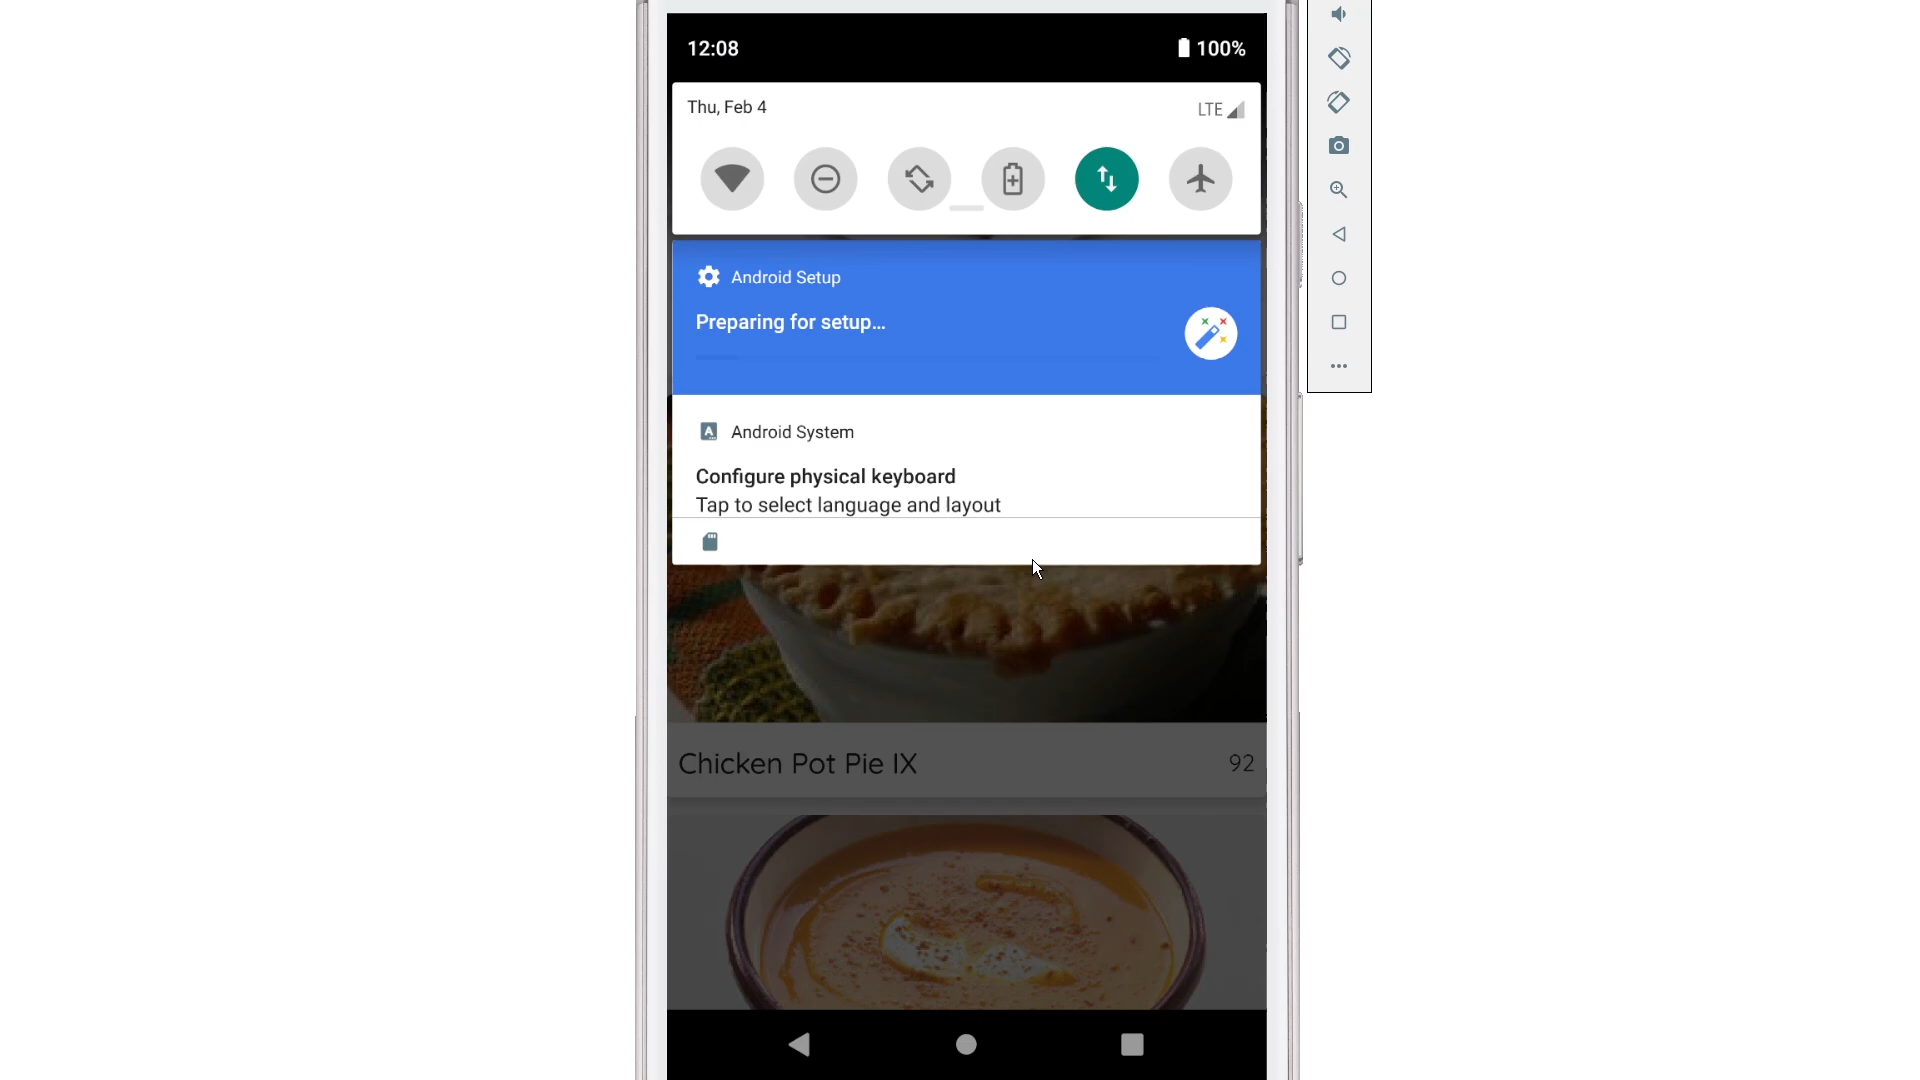 12:08
100%
Thu, Feb 4
LTE
Android Setup
Preparing for setup...
Android System
Configure physical keyboard
Tap to select language and layout
Chicken Pot Pie IX
92